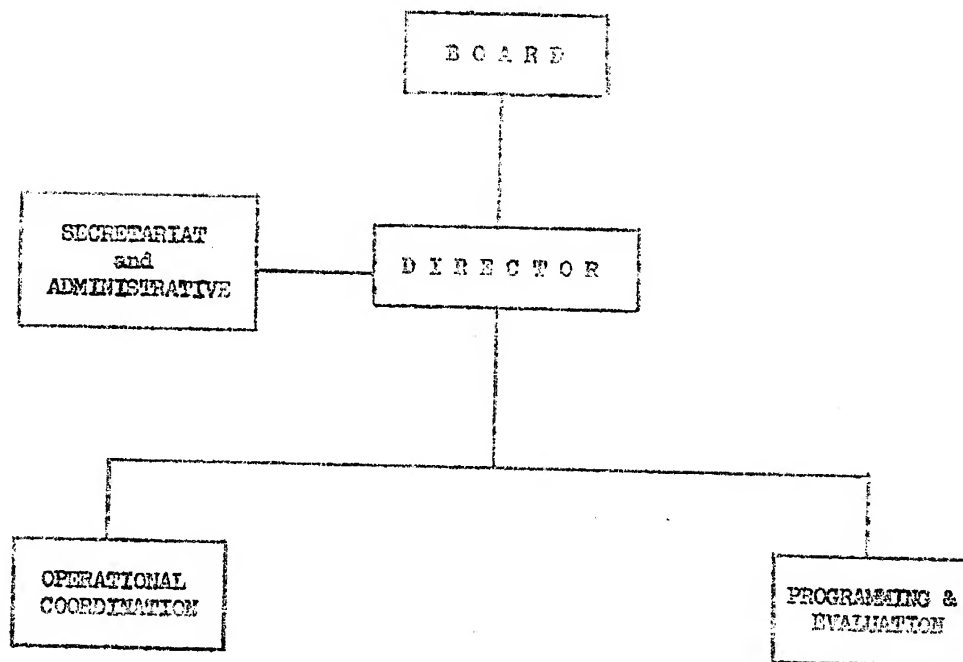 B O A R D
SECRETARIAT
and
ADMINISTRATIVE
D I R E C T O R
OPERATIONAL
COORDINATION
PROGRAMMING &
EVALUATION